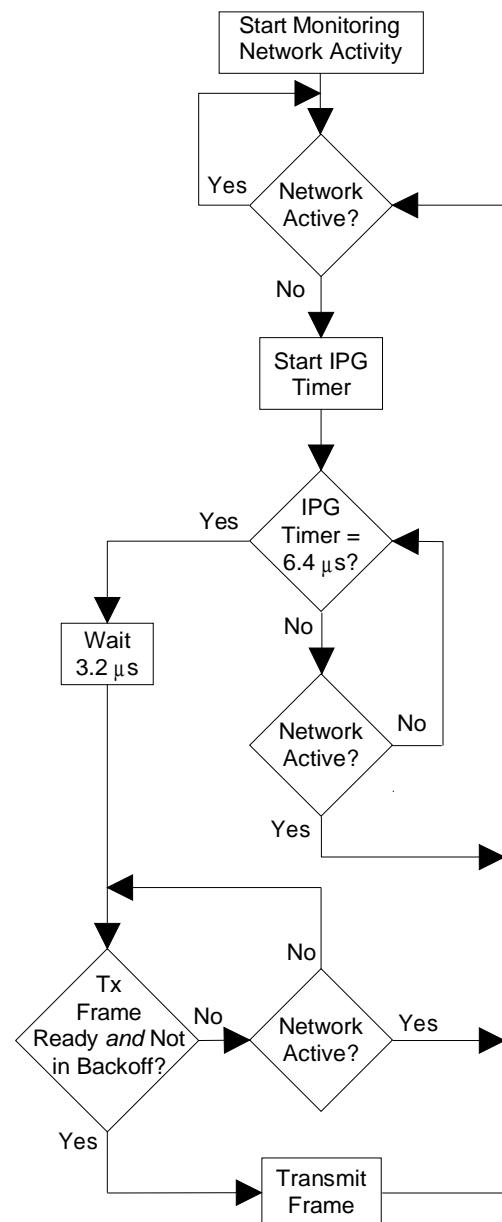 Start Monitoring
Network Activity
Yes
Network
Active?
No
Start IPG
Timer
Yes
IPG
Timer =
6.4 μs?
No
Wait
3.2 μs
Network
Active?
No
Yes
No
Tx
Frame
Ready and Not
in Backoff?
No
Network
Active?
Yes
Yes
Transmit
Frame